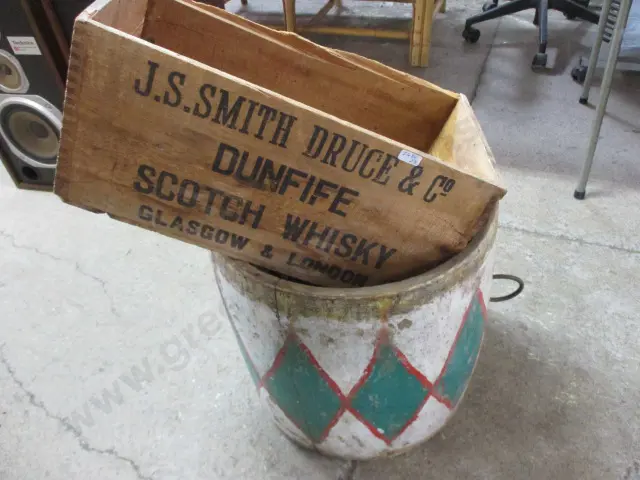 J.S. SMITH DRUCE & Cº
DUNFIFE
SCOTCH WHISKY
GLASGOW & LONDON